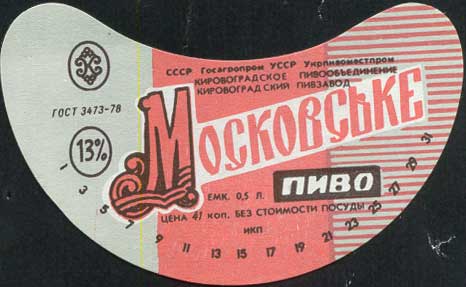 СССР Госагропром УССР Укрпивоместпром
КИРОВОГРАДСКОЕ ПИВООБЪЕДИНЕНИЕ
КИРОВОГРАДСКИЙ ПИВЗАВОД
ГОСТ 3473-78
МОСКОВСЬКЕ
13%
ПИВО
ЕМК. 0,5 Л.
ЦЕНА 41 КОП. БЕЗ СТОИМОСТИ ПОСУДЫ
ИКП
1 3 5 7 9 11 13 15 17 19 21 23 25 27 29 31